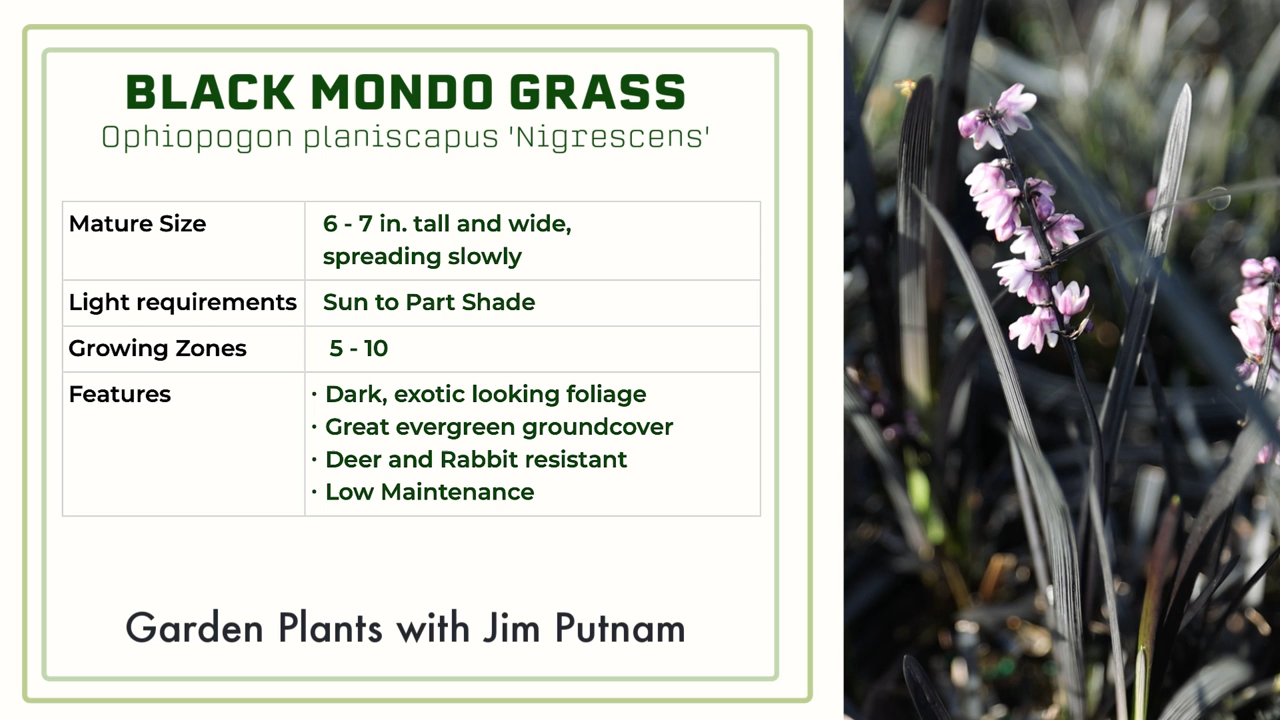 BLACK MONDO GRASS
Ophiopogon planiscapus 'Nigrescens'
Mature Size
6 - 7 in. tall and wide,
spreading slowly
Light requirements
Sun to Part Shade
Growing Zones
5 - 10
Features
· Dark, exotic looking foliage
· Great evergreen groundcover
· Deer and Rabbit resistant
· Low Maintenance
Garden Plants with Jim Putnam